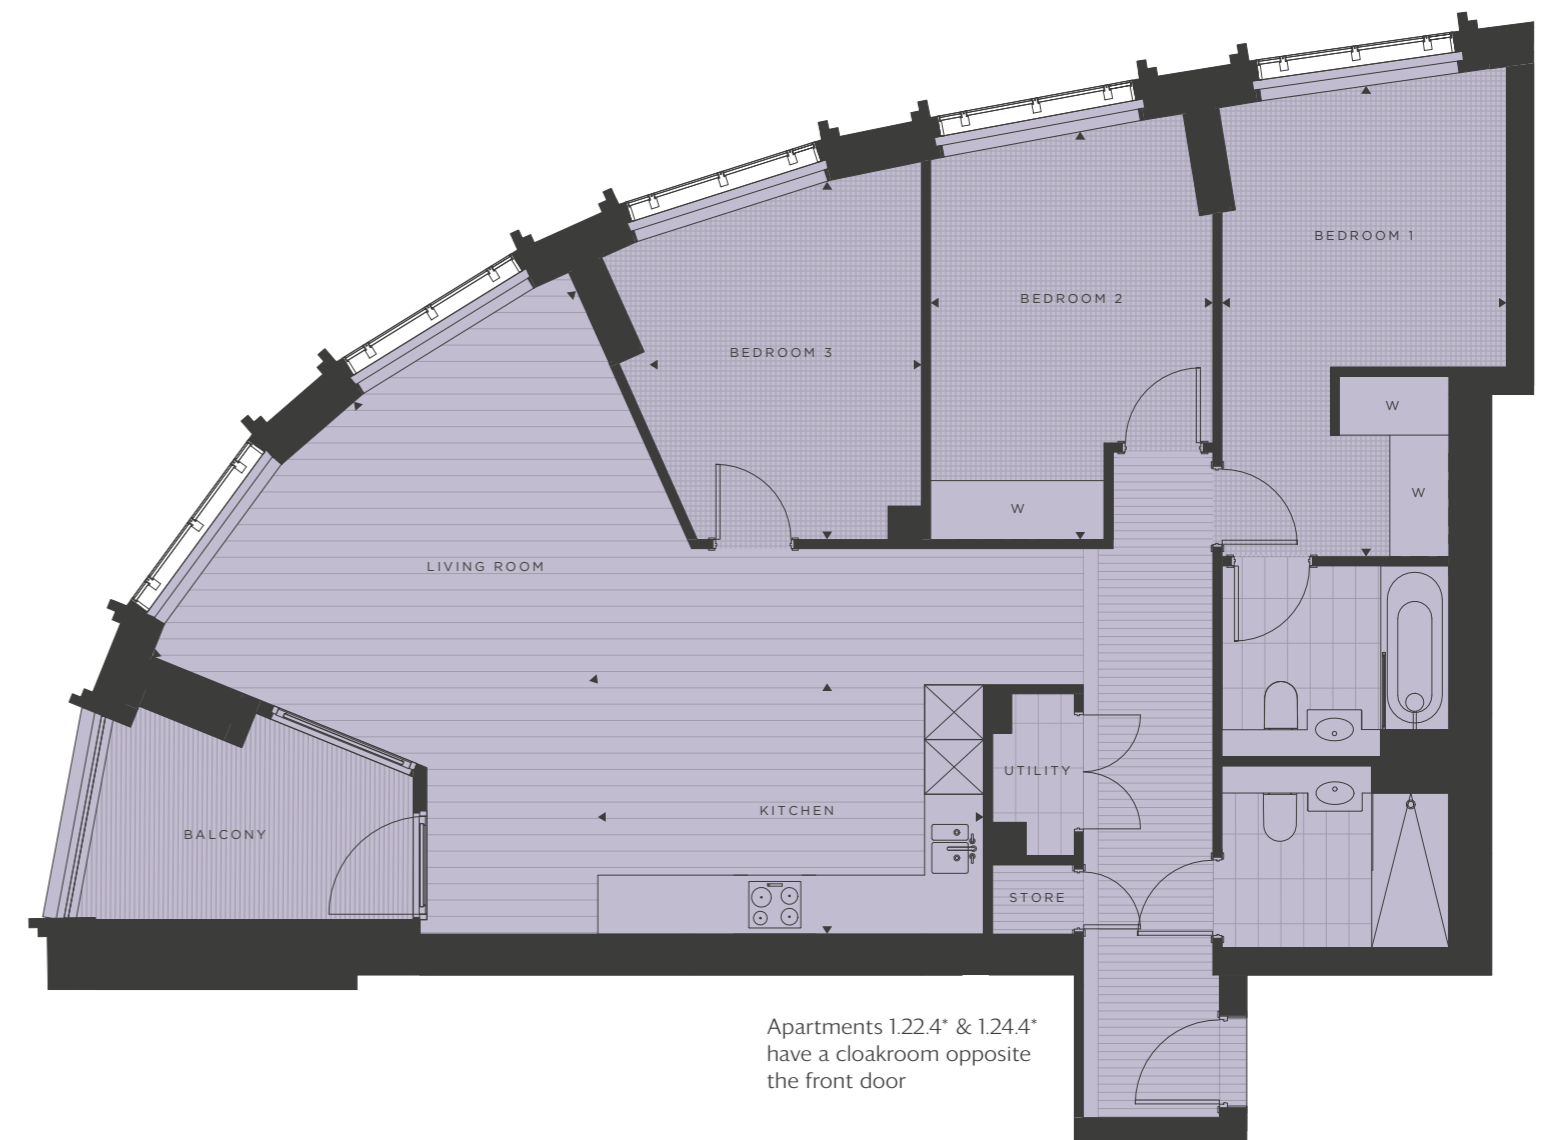 BEDROOM 1
BEDROOM 2
BEDROOM 3
W
W
W
LIVING ROOM
UTILITY
KITCHEN
BALCONY
STORE
Apartments 1.22.4* & 1.24.4*
have a cloakroom opposite
the front door